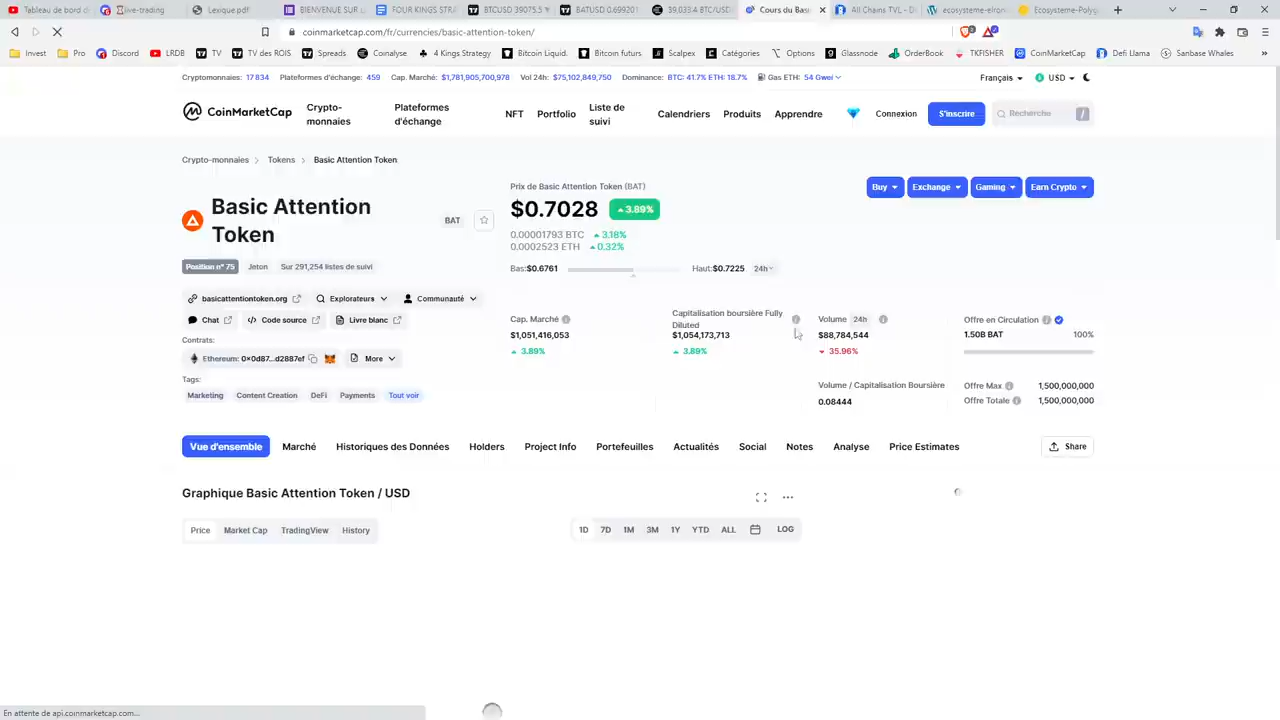 Tableau de bord d
live-trading
Lexique.pdf
BIENVENUE SUR L
FOUR KINGS STRA
BTCUSD 39075.5
BATUSD 0.699201
39,033.4 BTC/USD
Cours du Basi
All Chains TVL - D
ecosysteme-elron
Ecosysteme-Polyg
coinmarketcap.com/fr/currencies/basic-attention-token/
Invest
Pro
Discord
LRDB
TV
TV des ROIS
Spreads
Coinalyse
4 Kings Strategy
Bitcoin Liquid.
Bitcoin futurs
Scalpex
Catégories
Options
Glassnode
OrderBook
TKFISHER
CoinMarketCap
Defi Llama
Sanbase Whales
»
Cryptomonnaies: 17 834 Plateformes d'échange: 459 Cap. Marché: $1,781,905,700,978 Vol 24h: $75,102,849,750 Dominance: BTC: 41.7% ETH: 18.7% Gas ETH: 54 Gwei
Français
USD
CoinMarketCap
Crypto-monnaies
Plateformes d'échange
NFT
Portfolio
Liste de suivi
Calendriers
Produits
Apprendre
Connexion
S'inscrire
Recherche
/
Crypto-monnaies > Tokens > Basic Attention Token
Basic Attention
Token
BAT
Position n° 75
Jeton
Sur 291,254 listes de suivi
basicattentiontoken.org
Explorateurs
Communauté
Chat
Code source
Livre blanc
Contrats:
Ethereum: 0x0d87...d2887ef
More
Tags:
Marketing
Content Creation
DeFi
Payments
Tout voir
Prix de Basic Attention Token (BAT)
$0.7028
3.89%
0.00001793 BTC 3.18%
0.0002523 ETH 0.32%
Bas:$0.6761
Haut:$0.7225
24h
Buy
Exchange
Gaming
Earn Crypto
Cap. Marché
$1,051,416,053
3.89%
Capitalisation boursière Fully
Diluted
$1,054,173,713
3.89%
Volume 24h
$88,784,544
35.96%
Volume / Capitalisation Boursière
0.08444
Offre en Circulation
1.50B BAT
100%
Offre Max 1,500,000,000
Offre Totale 1,500,000,000
Vue d'ensemble
Marché
Historiques des Données
Holders
Project Info
Portefeuilles
Actualités
Social
Notes
Analyse
Price Estimates
Share
Graphique Basic Attention Token / USD
Price
Market Cap
TradingView
History
1D
7D
1M
3M
1Y
YTD
ALL
LOG
En attente de api.coinmarketcap.com...